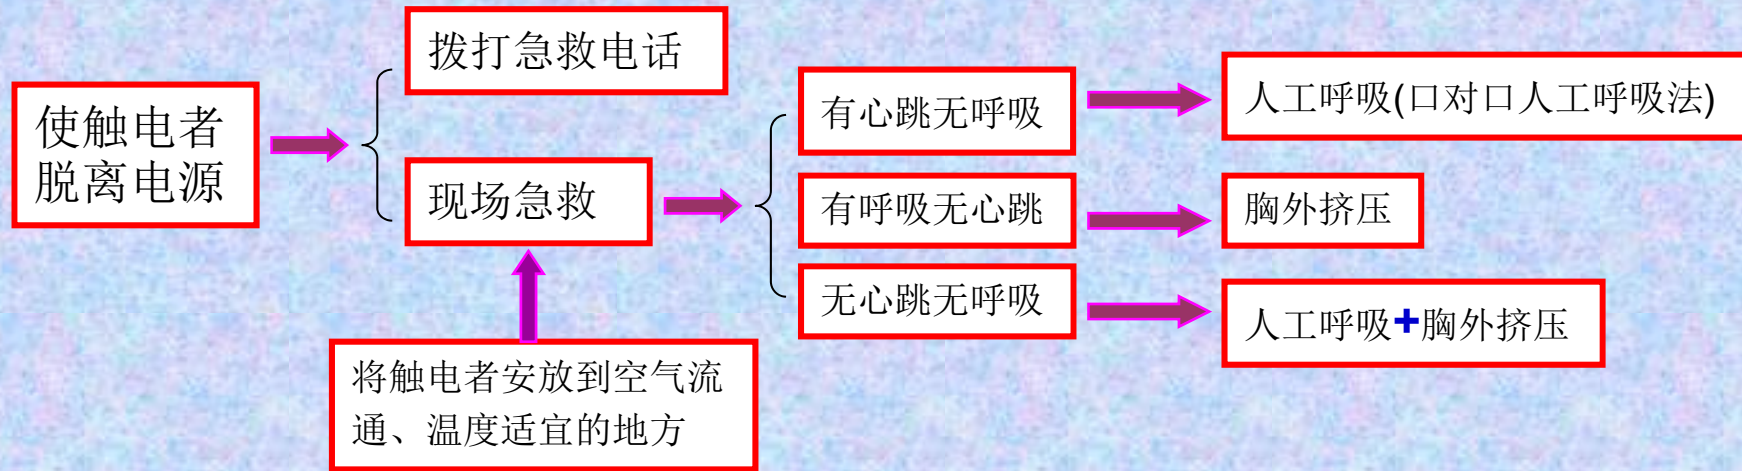 使触电者
脱离电源
拨打急救电话
现场急救
将触电者安放到空气流
通、温度适宜的地方
有心跳无呼吸
有呼吸无心跳
无心跳无呼吸
人工呼吸(口对口人工呼吸法)
胸外挤压
人工呼吸+胸外挤压